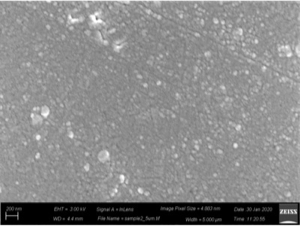 200 nm
EHT = 3.00 kV
Signal A = InLens
Image Pixel Size = 4.883 nm
Date: 30 Jan 2020
WD = 4.4 mm
File Name = sample2_5um.tif
Width = 5.000 µm
Time: 11:20:55
ZEISS